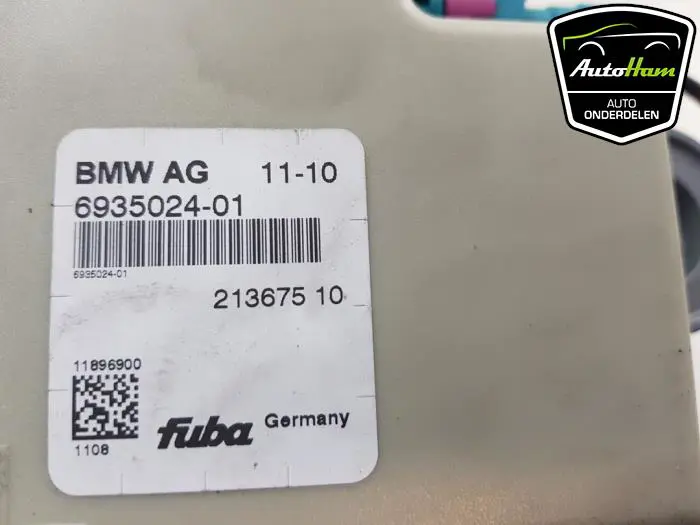 AutoHam
AUTO
ONDERDELEN
BMW AG 11-10
6935024-01
6935024-01
213675 10
11896900
1108
fuba Germany